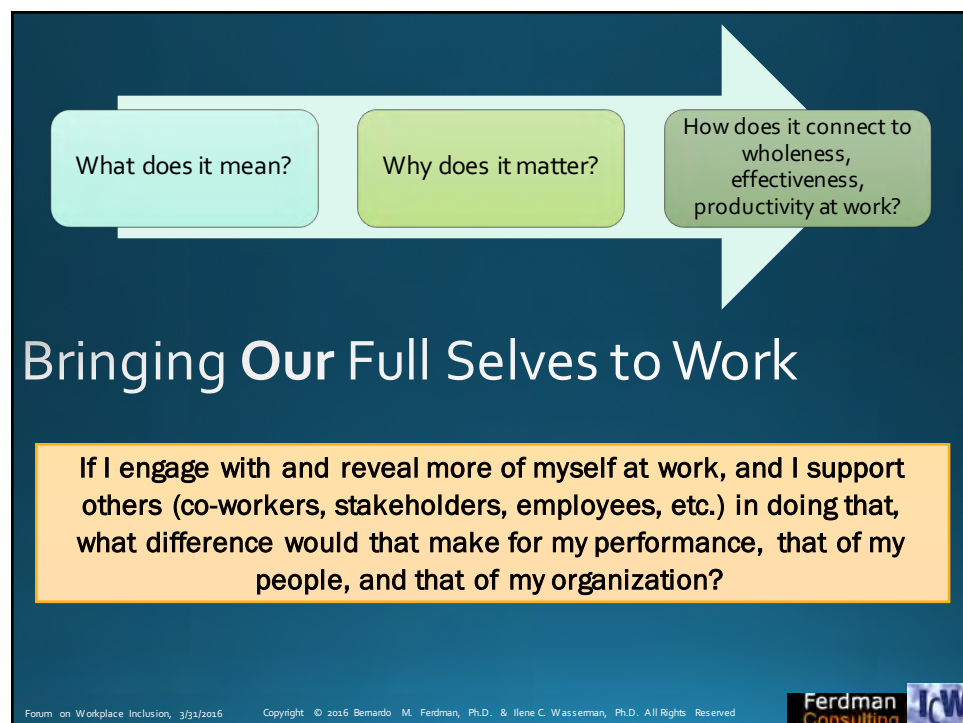 What does it mean?
Why does it matter?
How does it connect to
wholeness,
effectiveness,
productivity at work?
Bringing Our Full Selves to Work
If I engage with and reveal more of myself at work, and I support
others (co-workers, stakeholders, employees, etc.) in doing that,
what difference would that make for my performance, that of my
people, and that of my organization?
Forum on Workplace Inclusion, 3/31/2016
Copyright © 2016 Bernardo M. Ferdman, Ph.D. & Ilene C. Wasserman, Ph.D. All Rights Reserved
Ferdman
Consulting
ICW